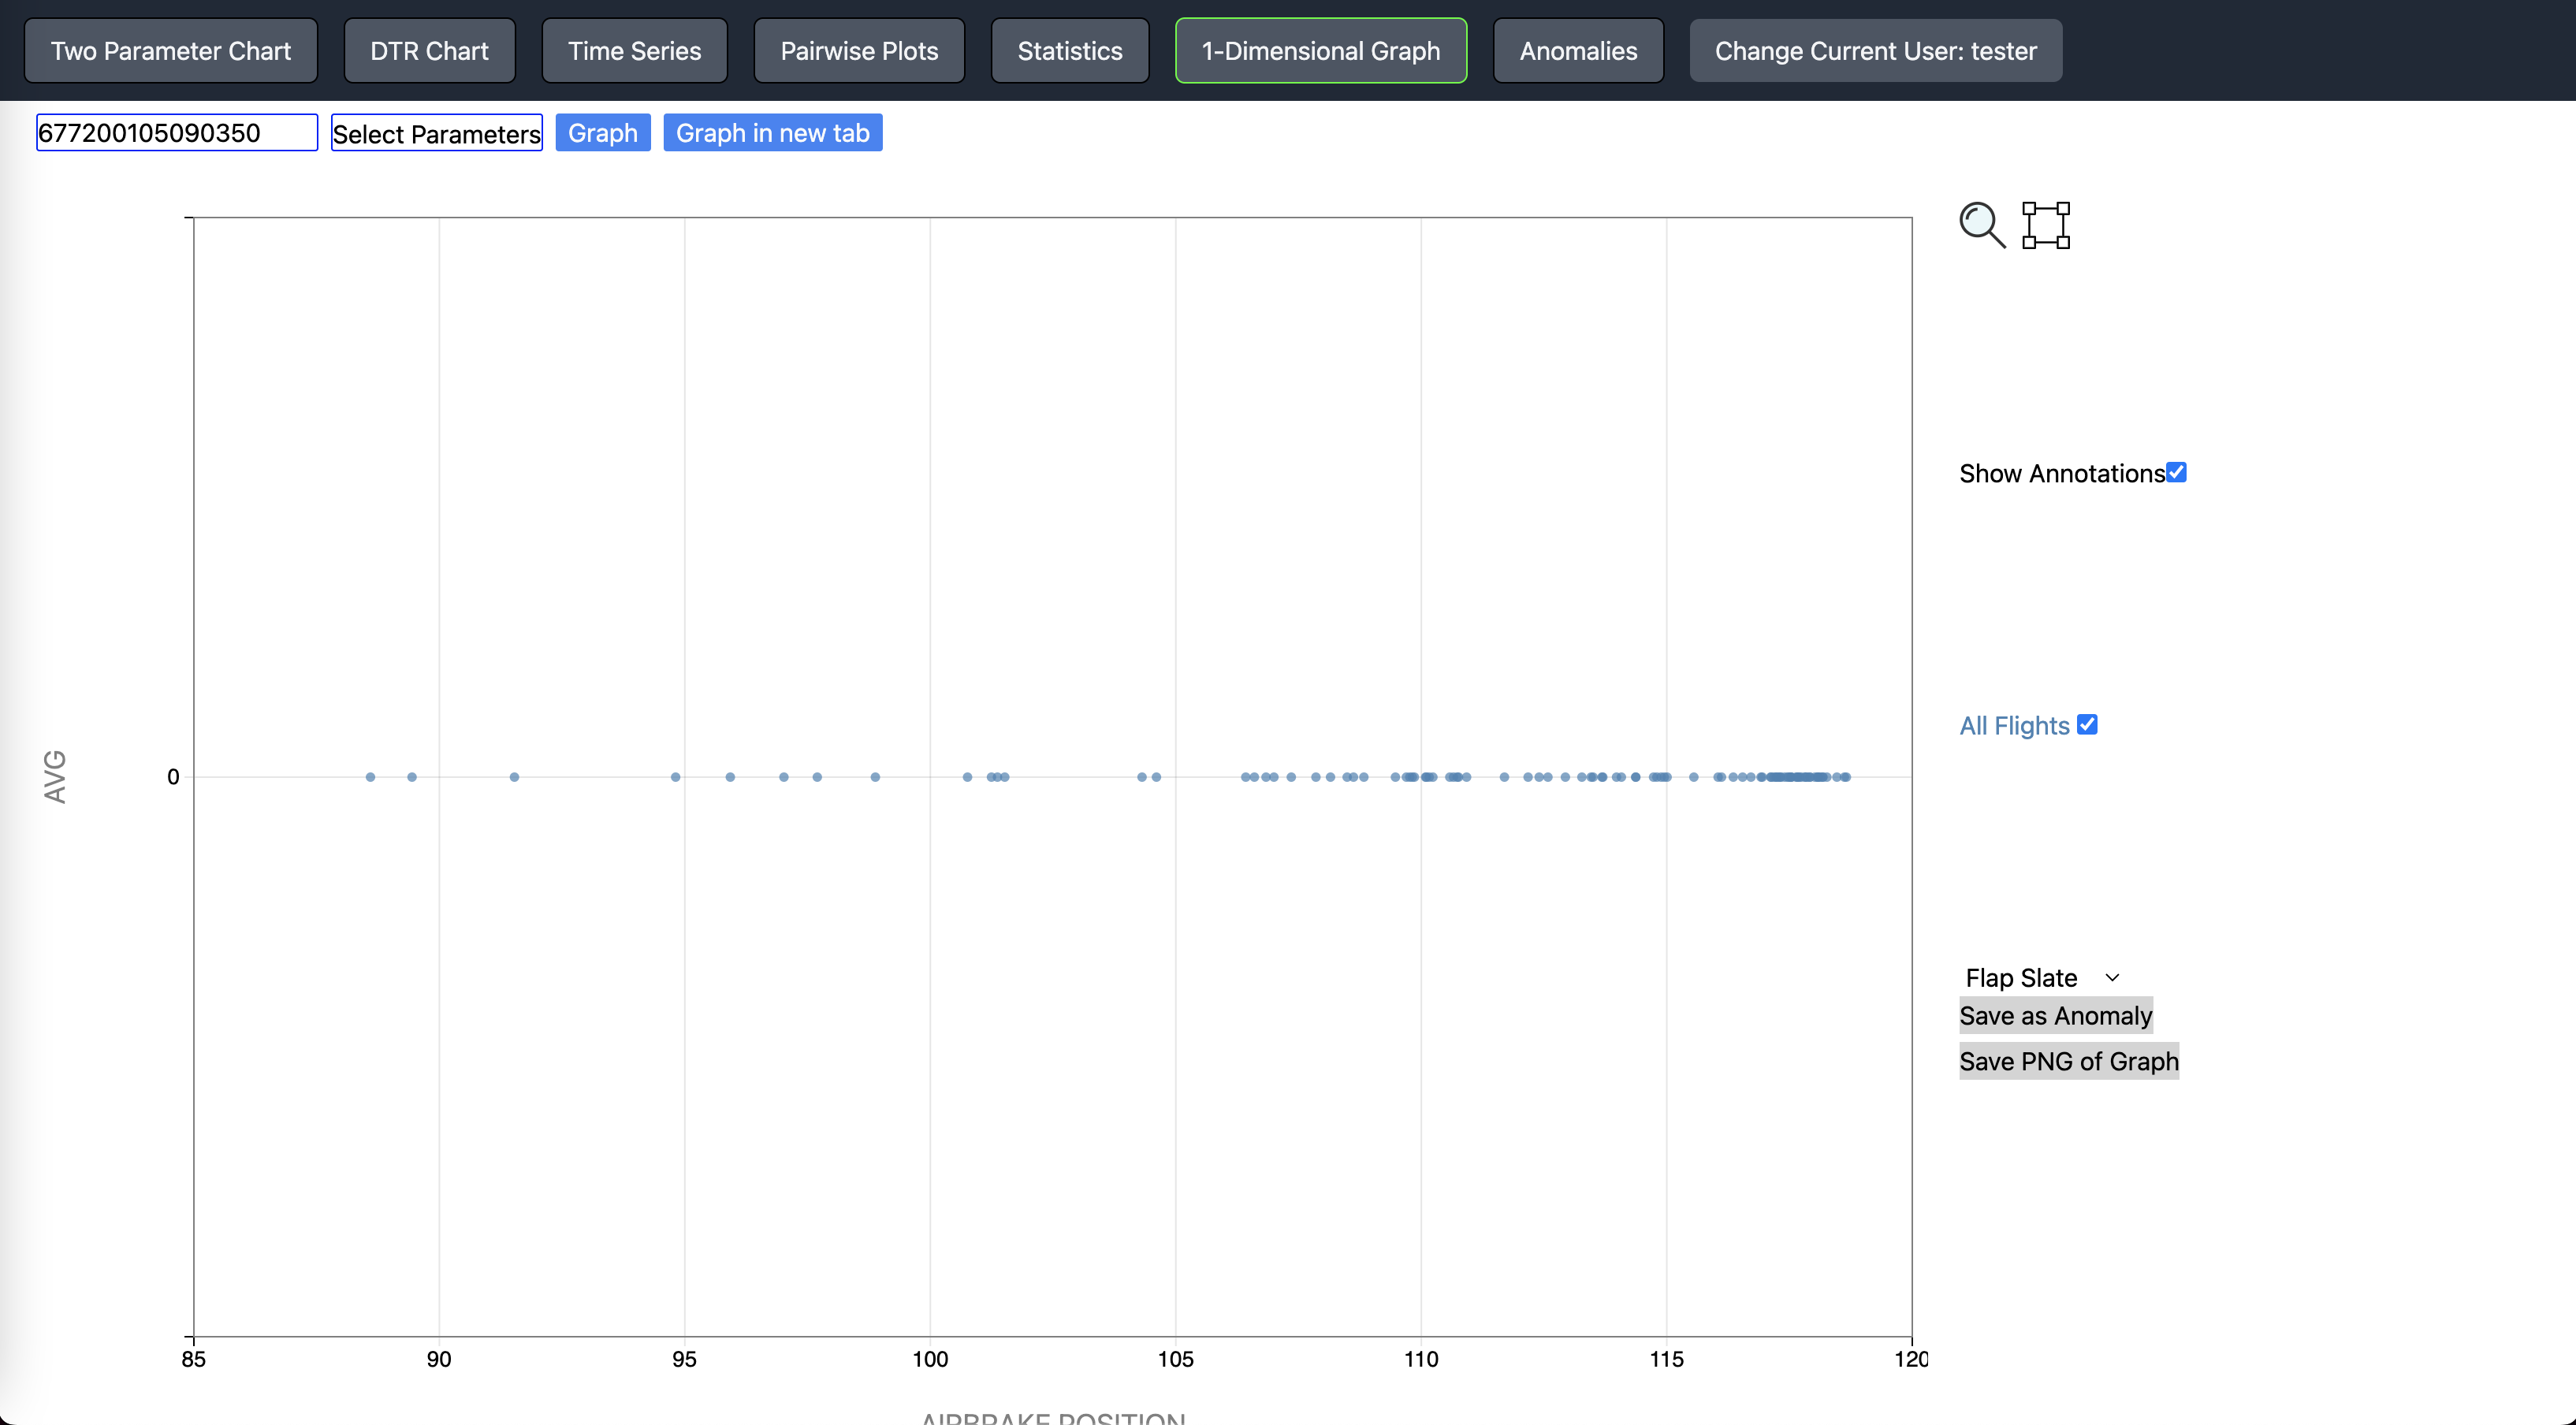 Two Parameter Chart DTR Chart Time Series Pairwise Plots Statistics 1-Dimensional Graph Anomalies Change Current User: tester
677200105090350 Select Parameters Graph Graph in new tab
Show Annotations
All Flights
AVG
0
Flap Slate
Save as Anomaly
Save PNG of Graph
85 90 95 100 105 110 115 120
AIRBRAKE POSITION